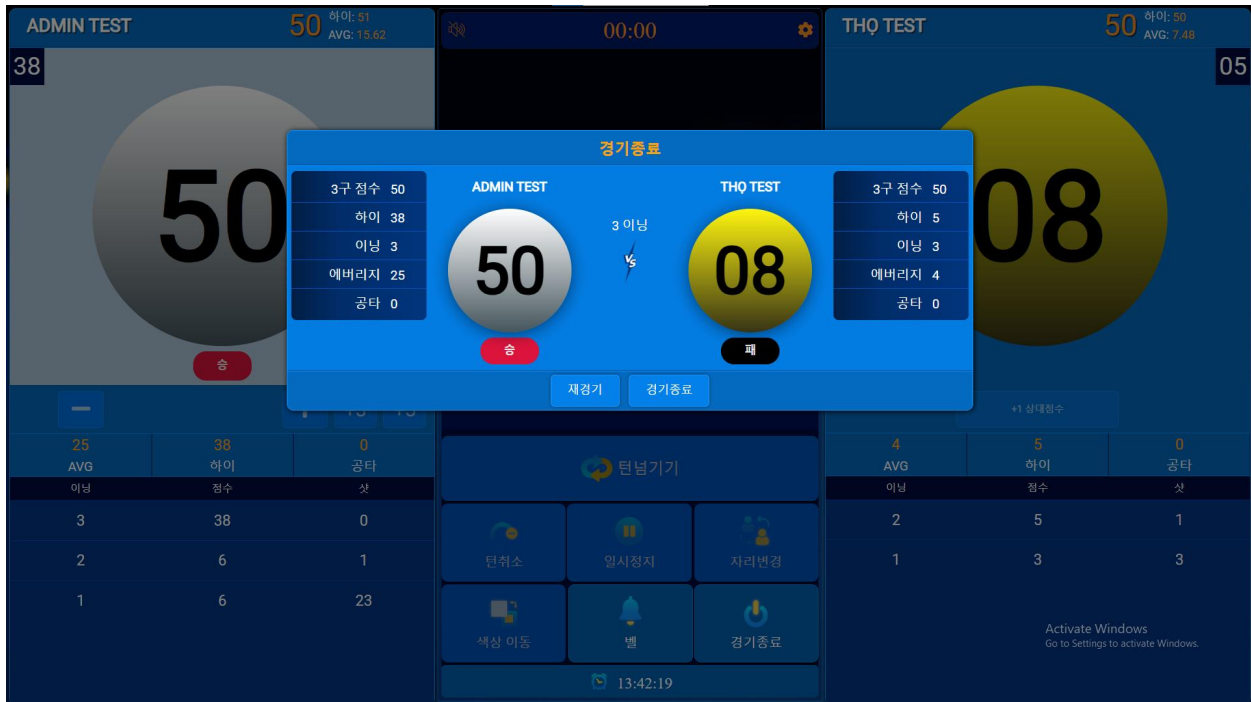 ADMIN TEST
50
하이: 51
AVG: 15.62
38
50
승
25
AVG
38
하이
0
공타
이닝 점수 샷
3 38 0
2 6 1
1 6 23
00:00
경기종료
3구 점수 50
하이 38
이닝 3
에버리지 25
공타 0
ADMIN TEST
50
승
3 이닝
VS
THỌ TEST
08
패
3구 점수 50
하이 5
이닝 3
에버리지 4
공타 0
재경기
경기종료
턴넘기기
턴취소
일시정지
자리변경
색상 이동
벨
경기종료
13:42:19
THỌ TEST
50
하이: 50
AVG: 7.48
05
08
+1 상대점수
4
AVG
5
하이
0
공타
이닝 점수 샷
2 5 1
1 3 3
Activate Windows
Go to Settings to activate Windows.